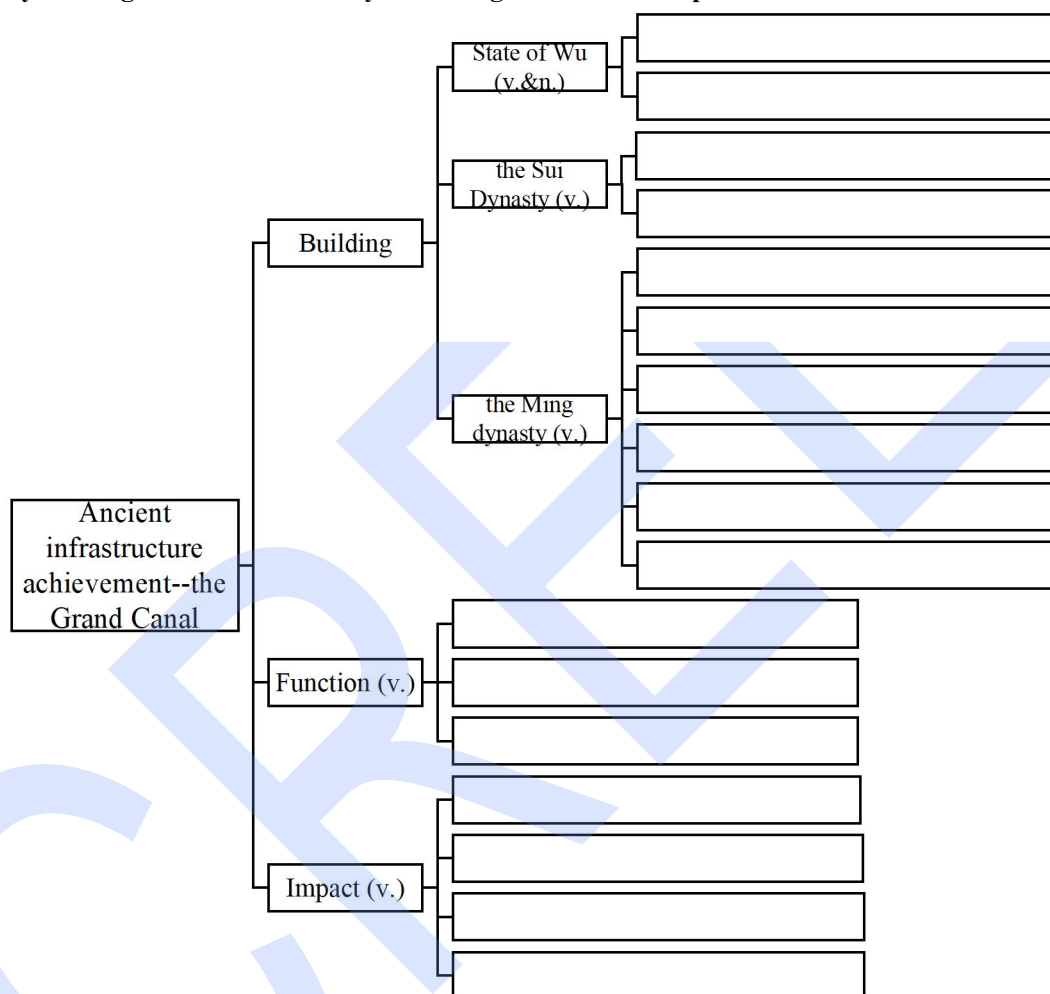 State of Wu
(v.&n.)
the Sui
Dynasty (v.)
Building
the Ming
dynasty (v.)
Ancient
infrastructure
achievement--the
Grand Canal
Function (v.)
Impact (v.)